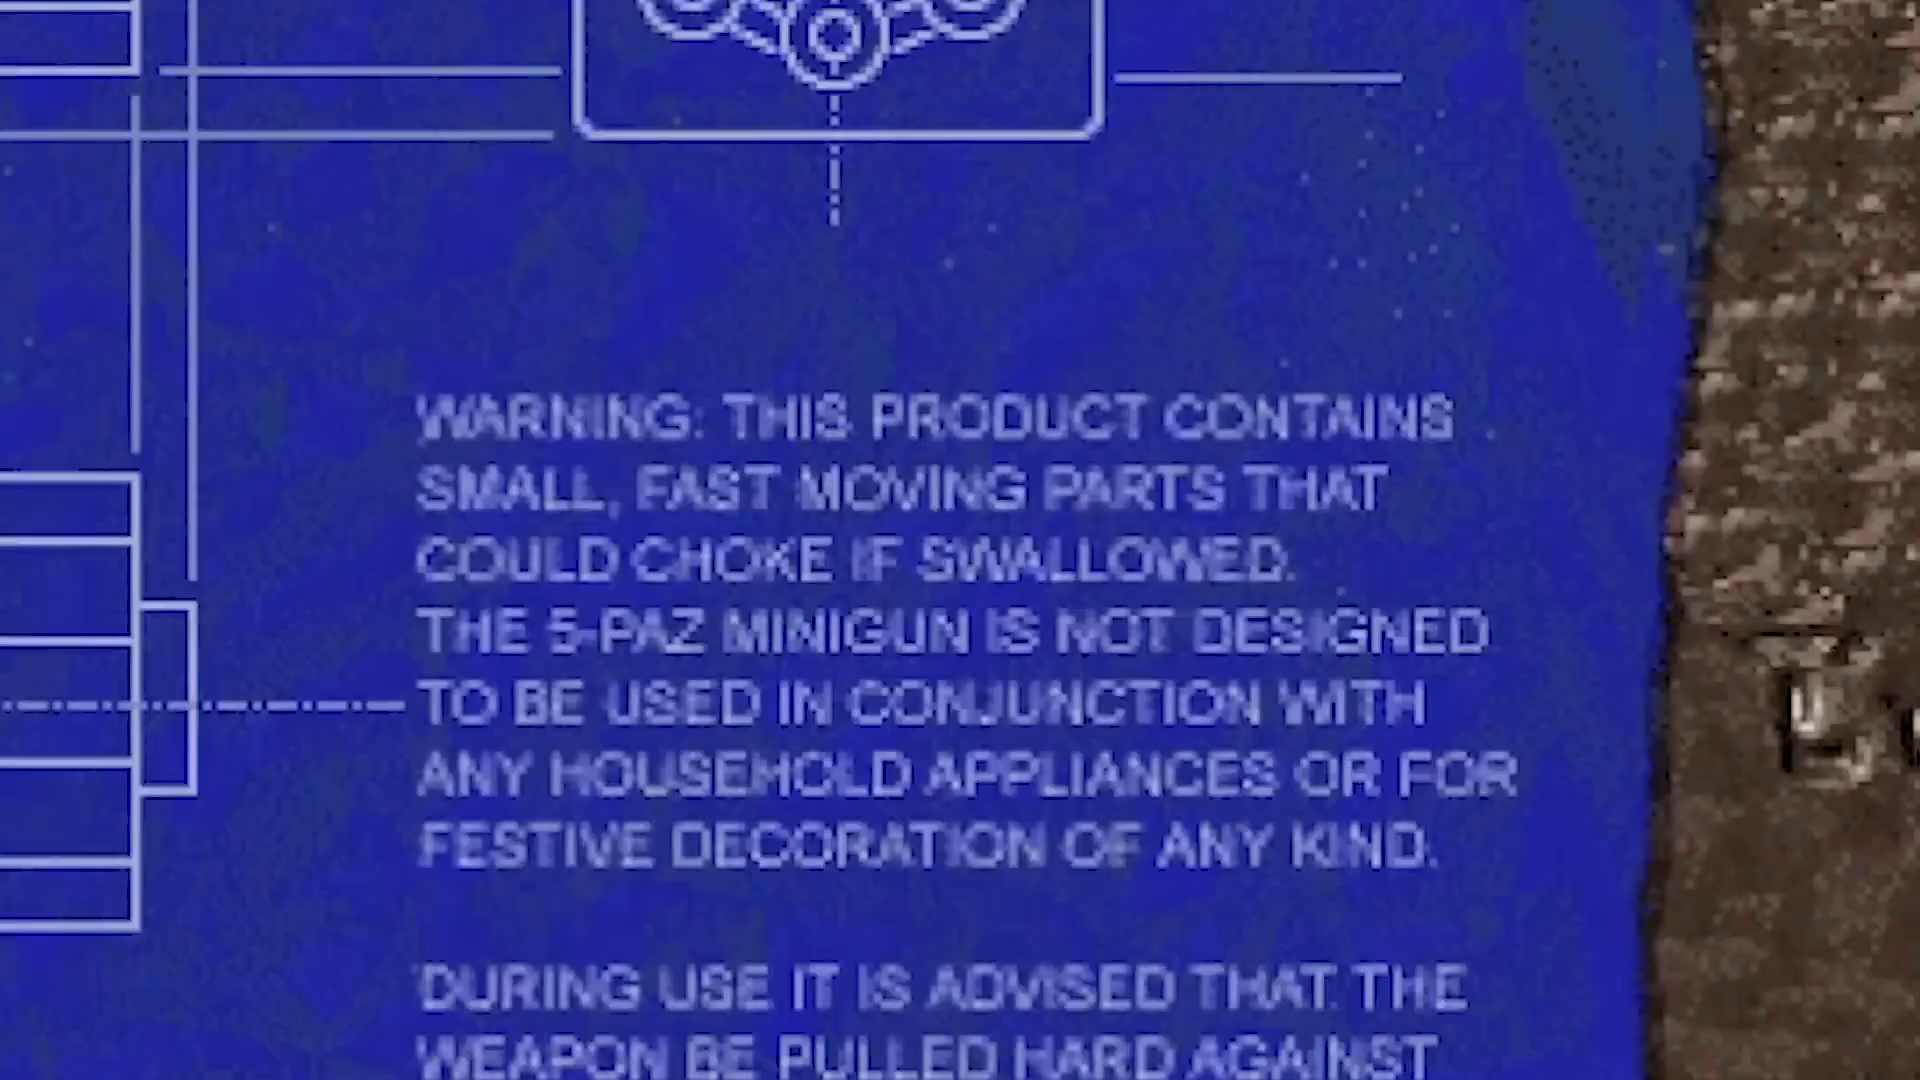 WARNING: THIS PRODUCT CONTAINS
SMALL, FAST MOVING PARTS THAT
COULD CHOKE IF SWALLOWED.
THE 5-PAZ MINIGUN IS NOT DESIGNED
TO BE USED IN CONJUNCTION WITH
ANY HOUSEHOLD APPLIANCES OR FOR
FESTIVE DECORATION OF ANY KIND.
DURING USE IT IS ADVISED THAT THE
WEAPON BE PULLED HARD AGAINST